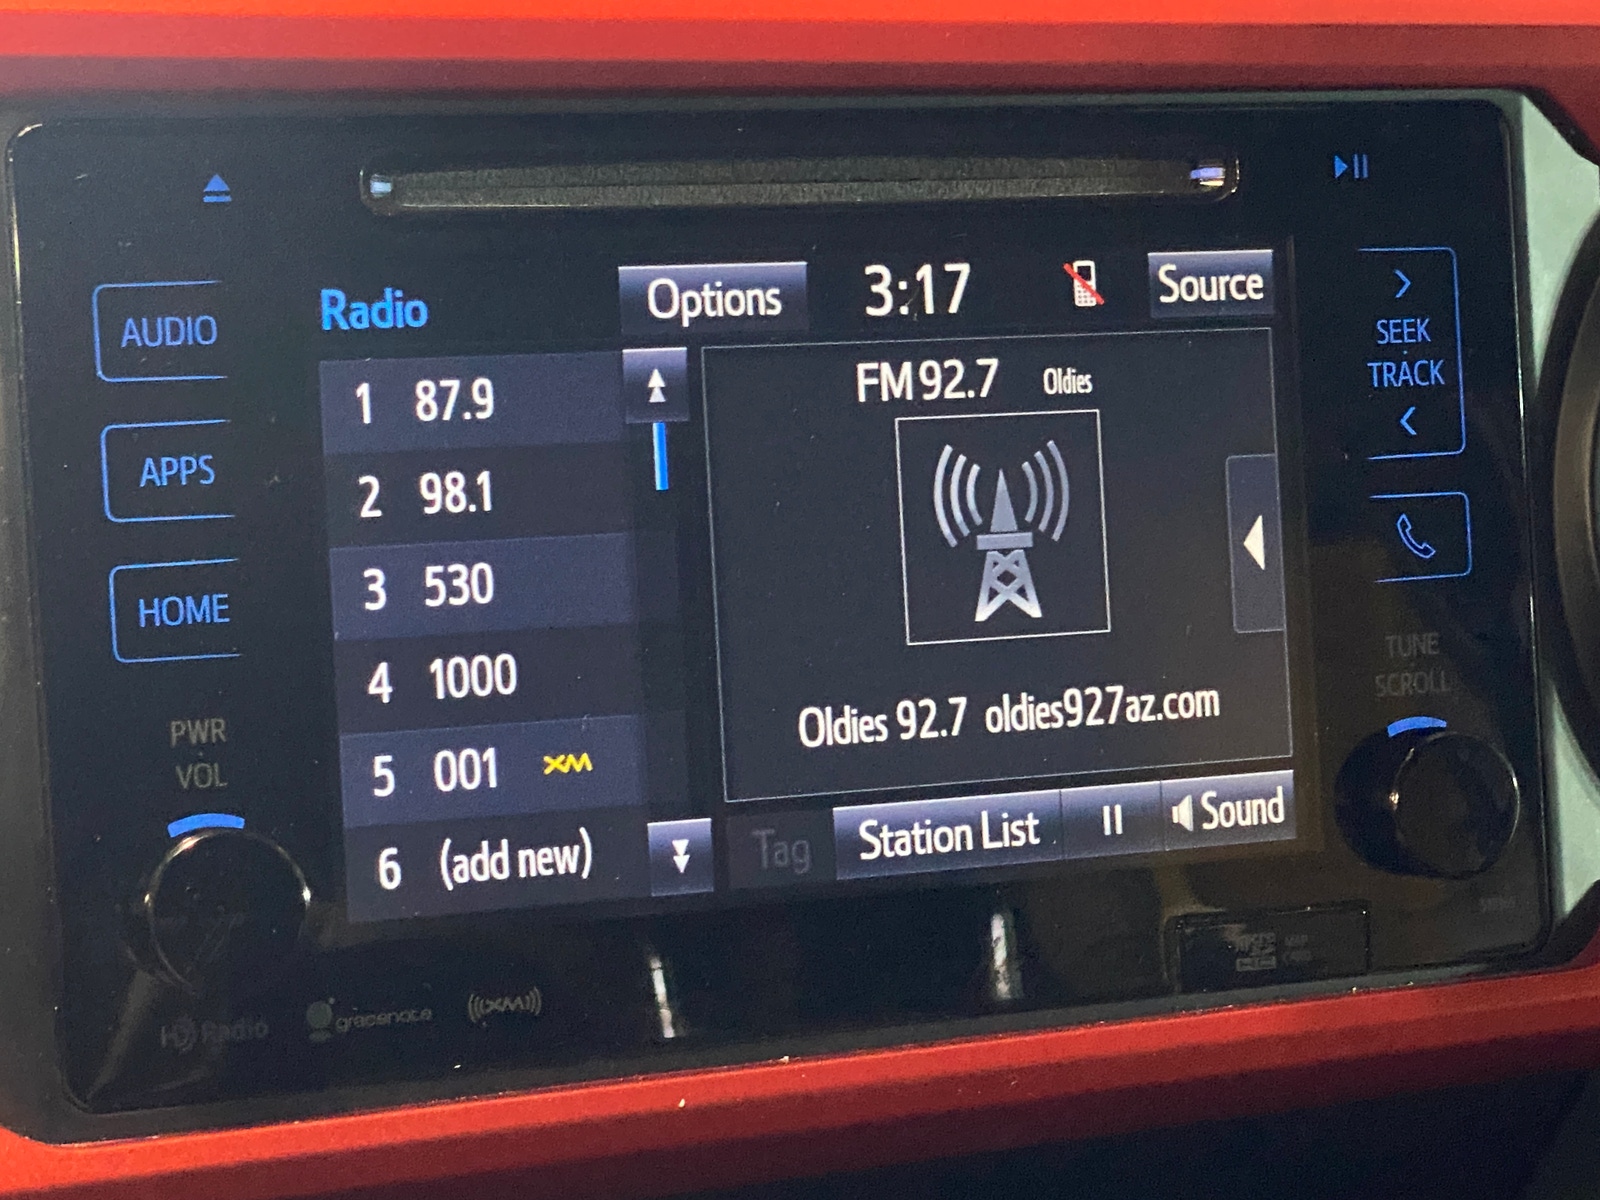 AUDIO
APPS
HOME
PWR
VOL
Radio
Options
3:17
Source
1 87.9
2 98.1
3 530
4 1000
5 001 XM
6 (add new)
FM 92.7 Oldies
Oldies 92.7 oldies927az.com
Tag
Station List
Sound
SEEK
TRACK
TUNE
SCROLL
HD Radio
gracenote
((XM))